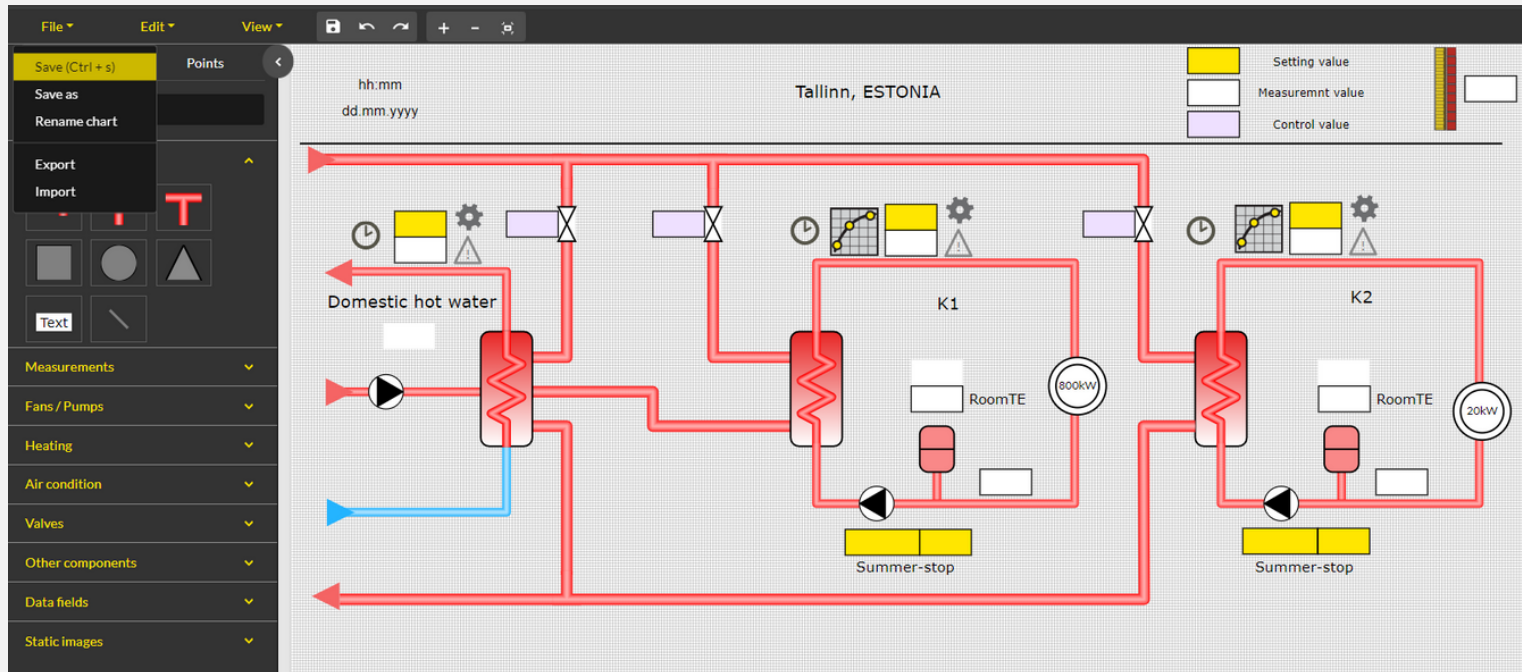 File
Edit
View
Save (Ctrl + s)
Points
Save as
Rename chart
Export
Import
Text
Measurements
Fans / Pumps
Heating
Air condition
Valves
Other components
Data fields
Static images
hh:mm
dd.mm.yyyy
Tallinn, ESTONIA
Setting value
Measuremnt value
Control value
Domestic hot water
K1
K2
RoomTE
800kW
RoomTE
20kW
Summer-stop
Summer-stop